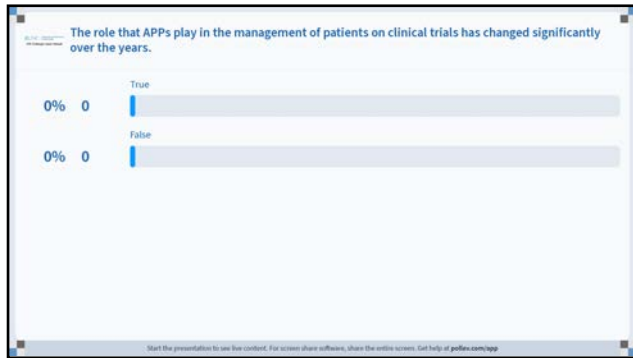 The role that APPs play in the management of patients on clinical trials has changed significantly
over the years.
True
0% 0
False
0% 0
Start the presentation to see live content. For screen share software, share the entire screen. Get help at pollev.com/app